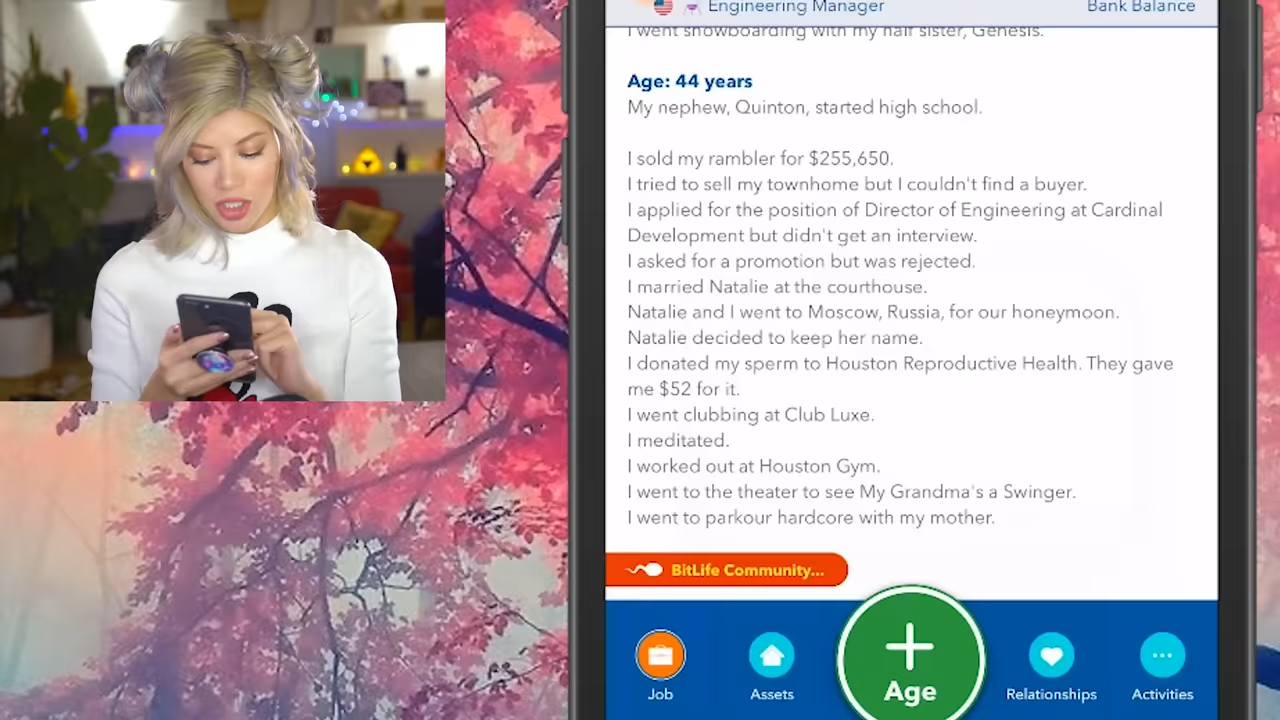 Engineering Manager
Bank Balance
I went snowboarding with my half sister, Genesis.
Age: 44 years
My nephew, Quinton, started high school.
I sold my rambler for $255,650.
I tried to sell my townhome but I couldn't find a buyer.
I applied for the position of Director of Engineering at Cardinal
Development but didn't get an interview.
I asked for a promotion but was rejected.
I married Natalie at the courthouse.
Natalie and I went to Moscow, Russia, for our honeymoon.
Natalie decided to keep her name.
I donated my sperm to Houston Reproductive Health. They gave
me $52 for it.
I went clubbing at Club Luxe.
I meditated.
I worked out at Houston Gym.
I went to the theater to see My Grandma's a Swinger.
I went to parkour hardcore with my mother.
BitLife Community...
Job
Assets
Age
Relationships
Activities